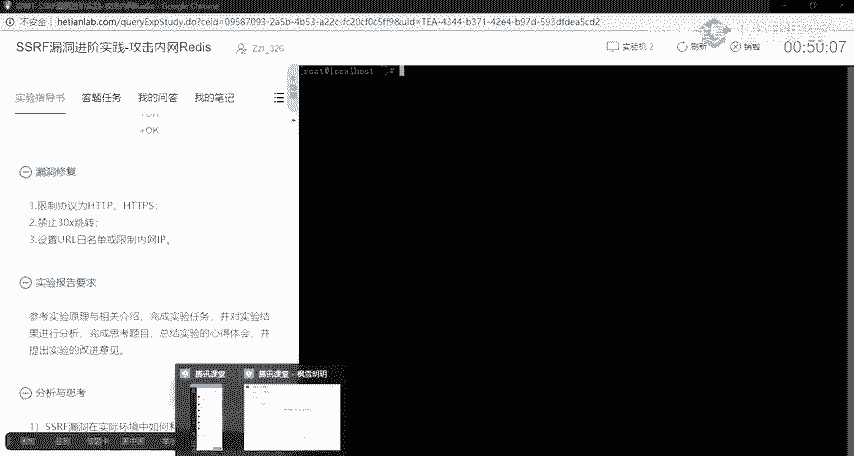 Google Chrome
不安全 | hetianlab.com/queryExpStudy.do?ceId=09587093-2a5b-4b53-a22c-fc20cf0c5ff9&uId=TEA-4344-b371-42e4-b97d-593dfdea5cd2
SSRF漏洞进阶实践-攻击内网Redis
实验机 2
刷新
销毁
00:50:07
实验指导书
答题任务
我的问答
我的笔记
+OK
漏洞修复
1.限制协议为HTTP、HTTPS；
2.禁止30x跳转；
3.设置URL白名单或限制内网IP。
实验报告要求
参考实验原理与相关介绍，完成实验任务，并对实验结
果进行分析，完成思考题目，总结实验的心得体会，并
提出实验的改进意见。
分析与思考
1）SSRF漏洞在实际环境中如何
腾讯课堂
腾讯课堂